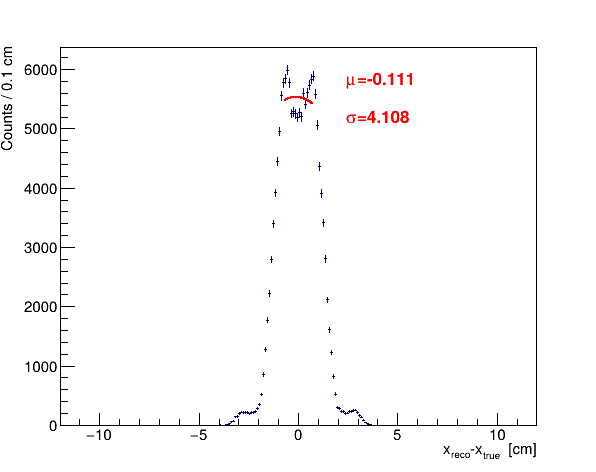 Counts / 0.1 cm
6000
5000
4000
3000
2000
1000
0
μ=-0.111
σ=4.108
−10 −5 0 5 10
x_reco-x_true [cm]